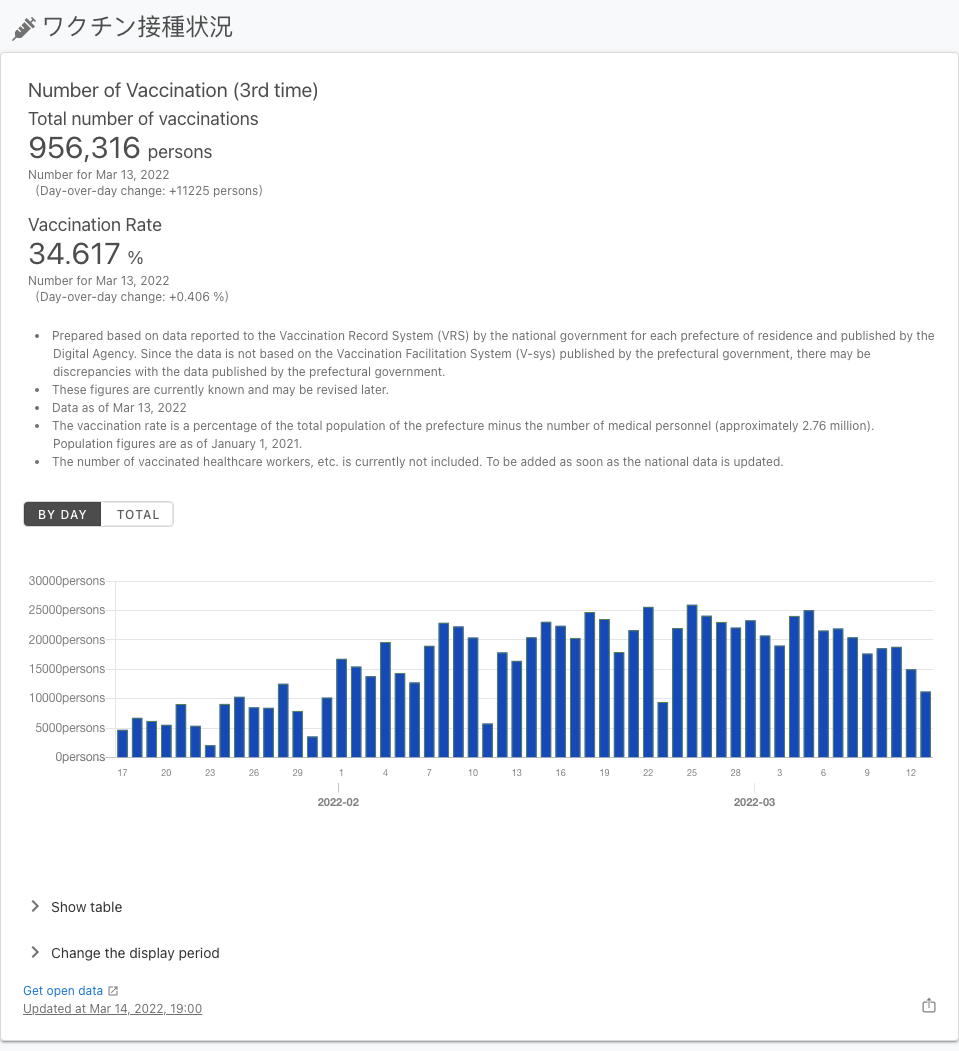 ワクチン接種状況
Number of Vaccination (3rd time)
Total number of vaccinations
956,316 persons
Number for Mar 13, 2022
(Day-over-day change: +11225 persons)
Vaccination Rate
34.617 %
Number for Mar 13, 2022
(Day-over-day change: +0.406 %)
• Prepared based on data reported to the Vaccination Record System (VRS) by the national government for each prefecture of residence and published by the
Digital Agency. Since the data is not based on the Vaccination Facilitation System (V-sys) published by the prefectural government, there may be
discrepancies with the data published by the prefectural government.
• These figures are currently known and may be revised later.
• Data as of Mar 13, 2022
• The vaccination rate is a percentage of the total population of the prefecture minus the number of medical personnel (approximately 2.76 million).
Population figures are as of January 1, 2021.
• The number of vaccinated healthcare workers, etc. is currently not included. To be added as soon as the national data is updated.
BY DAY TOTAL
30000persons
25000persons
20000persons
15000persons
10000persons
5000persons
0persons
17 20 23 26 29 1 4 7 10 13 16 19 22 25 28 3 6 9 12
2022-02 2022-03
Show table
Change the display period
Get open data
Updated at Mar 14, 2022, 19:00